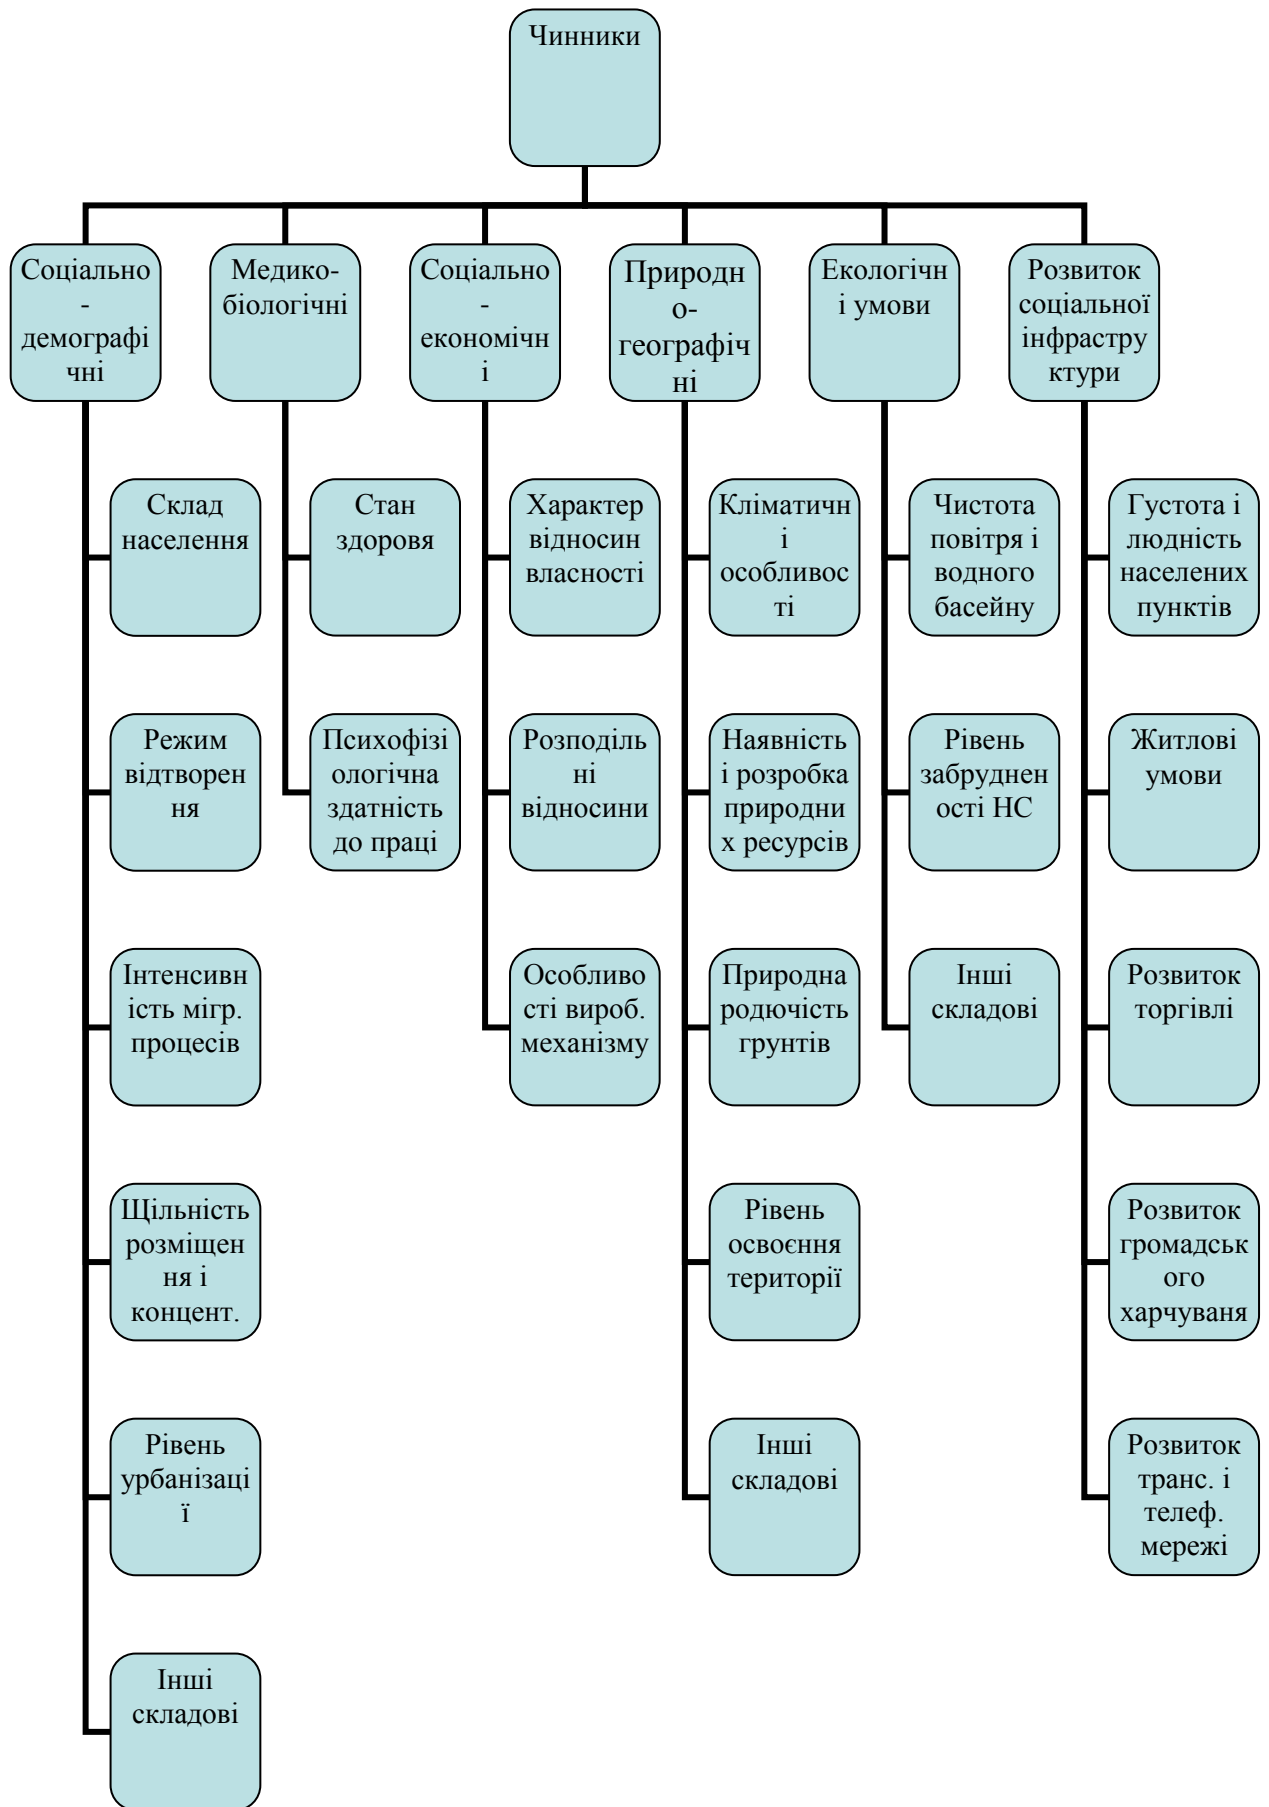 Чинники
Соціально
-
демографі
чні
Медико-
біологічні
Соціально
-
економічн
і
Природн
о-
географіч
ні
Екологічн
і умови
Розвиток
соціальної
інфрастру
ктури
Склад
населення
Стан
здоровя
Характер
відносин
власності
Кліматичн
і
особливос
ті
Чистота
повітря і
водного
басейну
Густота і
людність
населених
пунктів
Режим
відтворен
ня
Психофізі
ологічна
здатність
до праці
Розподіль
ні
відносини
Наявність
і розробка
природни
х ресурсів
Рівень
забруднен
ості НС
Житлові
умови
Інтенсивн
ість мігр.
процесів
Особливо
сті вироб.
механізму
Природна
родючість
грунтів
Інші
складові
Розвиток
торгівлі
Щільність
розміщен
ня і
концент.
Рівень
освоєння
території
Розвиток
громадськ
ого
харчуваня
Рівень
урбанізаці
ї
Інші
складові
Розвиток
транс. і
телеф.
мережі
Інші
складові